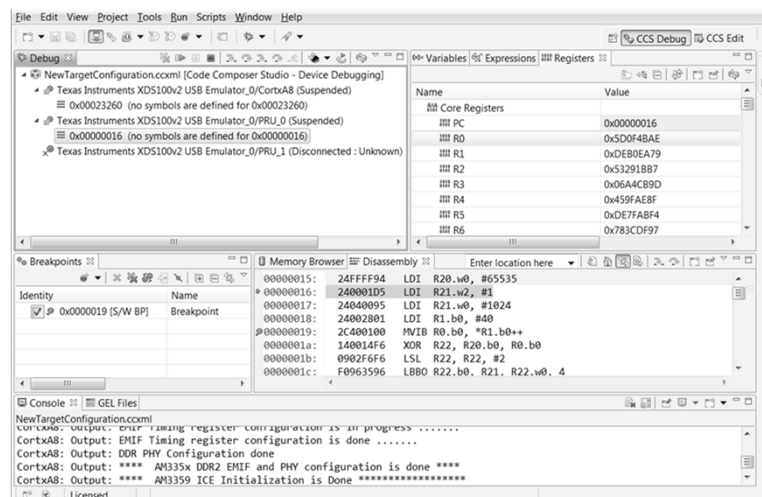 File Edit View Project Tools Run Scripts Window Help
CCS Debug CCS Edit
Debug
NewTargetConfiguration.ccxml [Code Composer Studio - Device Debugging]
Texas Instruments XDS100v2 USB Emulator_0/CortxA8 (Suspended)
0x00023260 (no symbols are defined for 0x00023260)
Texas Instruments XDS100v2 USB Emulator_0/PRU_0 (Suspended)
0x00000016 (no symbols are defined for 0x00000016)
Texas Instruments XDS100v2 USB Emulator_0/PRU_1 (Disconnected : Unknown)
Variables Expressions Registers
Name Value
Core Registers
PC 0x00000016
R0 0x5D0F4BAE
R1 0xDEB0EA79
R2 0x53291BB7
R3 0x06A4CB9D
R4 0x459FAE8F
R5 0xDE7FABF4
R6 0x783CDF97
Breakpoints
Identity Name
0x0000019 [S/W BP] Breakpoint
Memory Browser Disassembly Enter location here
00000015: 24FFFF94 LDI R20.w0, #65535
00000016: 240001D5 LDI R21.w2, #1
00000017: 24040095 LDI R21.w0, #1024
00000018: 24002801 LDI R1.b0, #40
00000019: 2C400100 MVIB R0.b0, *R1.b0++
0000001a: 140014F6 XOR R22, R20.b0, R0.b0
0000001b: 0902F6F6 LSL R22, R22, #2
0000001c: F0963596 LBBO R22.b0, R21, R22.w0, 4
Console GEL Files
NewTargetConfiguration.ccxml
CortxA8: Output: EMIF Timing register configuration is in progress .......
CortxA8: Output: EMIF Timing register configuration is done .......
CortxA8: Output: DDR PHY Configuration done
CortxA8: Output: **** AM335x DDR2 EMIF and PHY configuration is done ****
CortxA8: Output: **** AM3359 ICE Initialization is Done ******************
Licensed